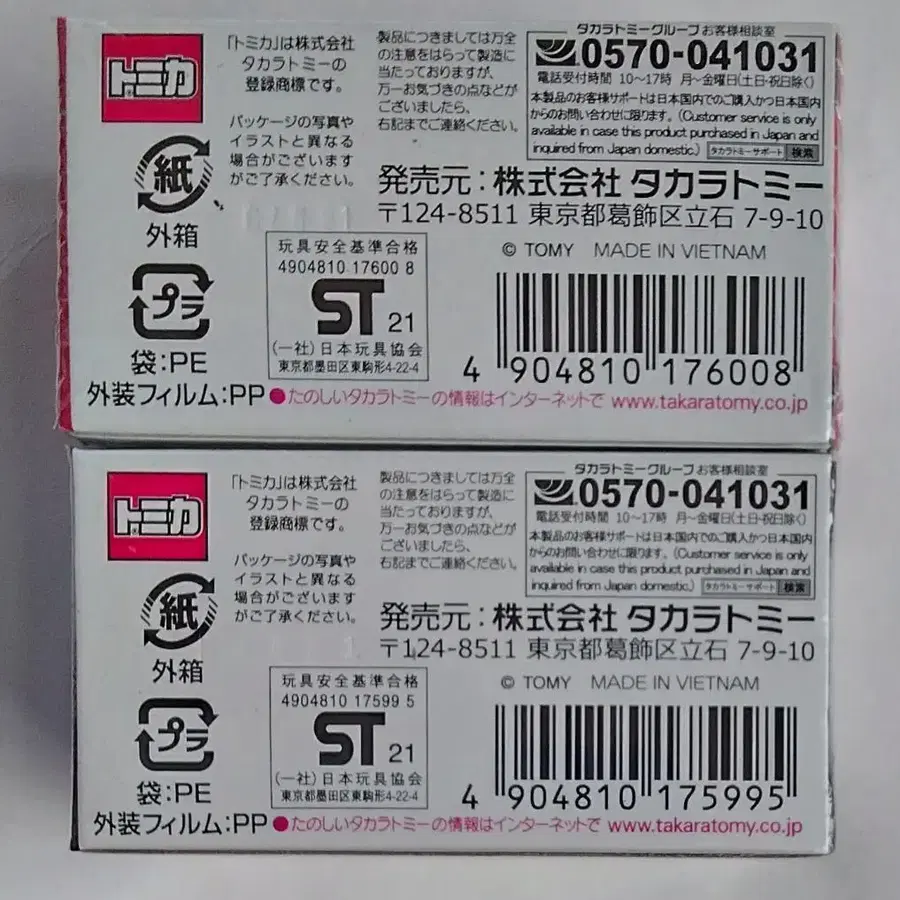 トミカ
「トミカ」は株式会社
タカラトミーの
登録商標です。
パッケージの写真や
イラストと異なる
場合がございます
がご了承ください。
製品につきましては万全
の注意をはらって製造に
当たっておりますが、
万一お気づきの点などが
ございましたら、
右記までご連絡ください。
タカラトミーグループお客様相談室
0570-041031
電話受付時間 10～17時 月～金曜日(土日・祝日除く)
本製品のお客様サポートは日本国内でのご購入かつ日本国内
からのお問い合わせに限ります。(Customer service is only
available in case this product purchased in Japan and
inquired from Japan domestic.) タカラトミーサポート 検索
発売元:株式会社 タカラトミー
〒124-8511 東京都葛飾区立石 7-9-10
© TOMY MADE IN VIETNAM
紙
外箱
プラ
袋:PE
外装フィルム:PP
玩具安全基準合格
4904810 17600 8
ST 21
(一社)日本玩具協会
東京都墨田区東駒形4-22-4
4 904810 176008
●たのしいタカラトミーの情報はインターネットで www.takaratomy.co.jp
トミカ
「トミカ」は株式会社
タカラトミーの
登録商標です。
パッケージの写真や
イラストと異なる
場合がございます
がご了承ください。
製品につきましては万全
の注意をはらって製造に
当たっておりますが、
万一お気づきの点などが
ございましたら、
右記までご連絡ください。
タカラトミーグループお客様相談室
0570-041031
電話受付時間 10～17時 月～金曜日(土日・祝日除く)
本製品のお客様サポートは日本国内でのご購入かつ日本国内
からのお問い合わせに限ります。(Customer service is only
available in case this product purchased in Japan and
inquired from Japan domestic.) タカラトミーサポート 検索
発売元:株式会社 タカラトミー
〒124-8511 東京都葛飾区立石 7-9-10
© TOMY MADE IN VIETNAM
紙
外箱
プラ
袋:PE
外装フィルム:PP
玩具安全基準合格
4904810 17599 5
ST 21
(一社)日本玩具協会
東京都墨田区東駒形4-22-4
4 904810 175995
●たのしいタカラトミーの情報はインターネットで www.takaratomy.co.jp